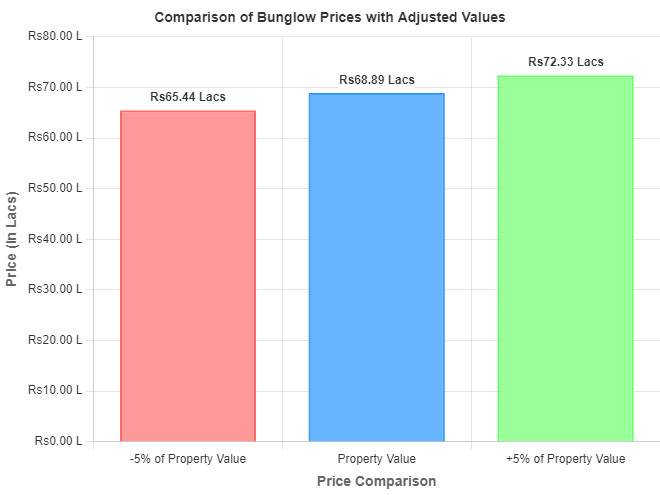 Comparison of Bunglow Prices with Adjusted Values
Rs80.00 L
Rs70.00 L
Rs60.00 L
Rs50.00 L
Rs40.00 L
Rs30.00 L
Rs20.00 L
Rs10.00 L
Rs0.00 L
Price (In Lacs)
Rs65.44 Lacs
Rs68.89 Lacs
Rs72.33 Lacs
-5% of Property Value
Property Value
+5% of Property Value
Price Comparison